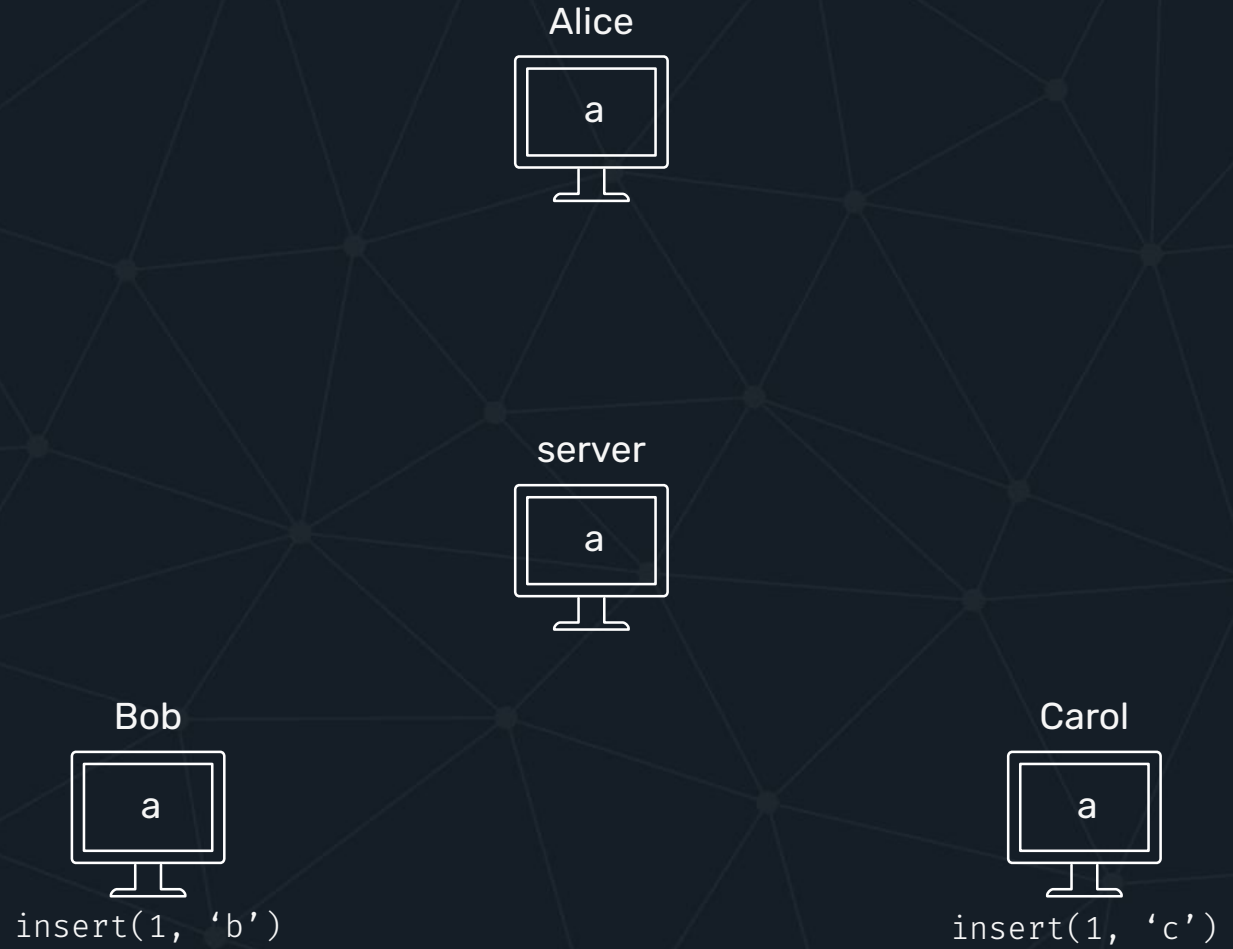 Alice
a
server
a
Bob
Carol
a
a
insert(1, ‘b’)
insert(1, ‘c’)